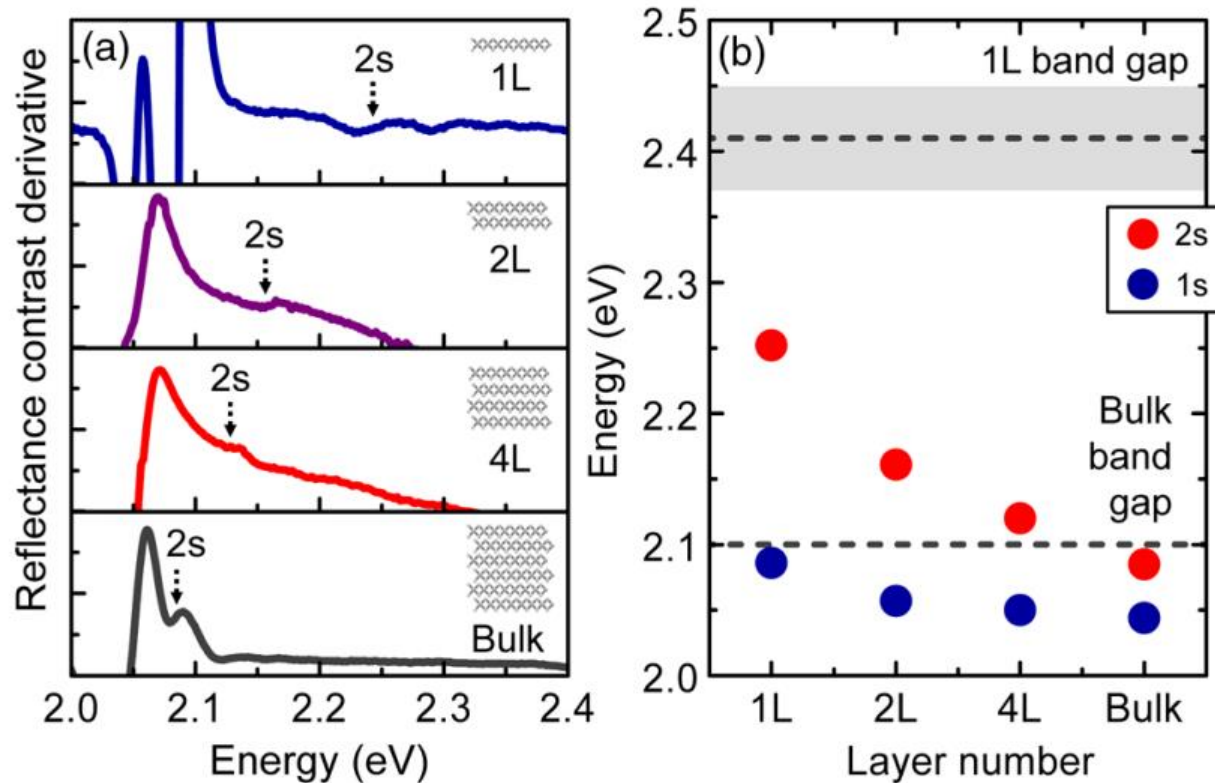 (a)
2s
1L
2s
2L
2s
4L
2s
Bulk
2.0 2.1 2.2 2.3 2.4
Energy (eV)
Reflectance contrast derivative
(b)
1L band gap
2s
1s
Bulk
band
gap
2.5
2.4
2.3
2.2
2.1
2.0
Energy (eV)
1L 2L 4L Bulk
Layer number